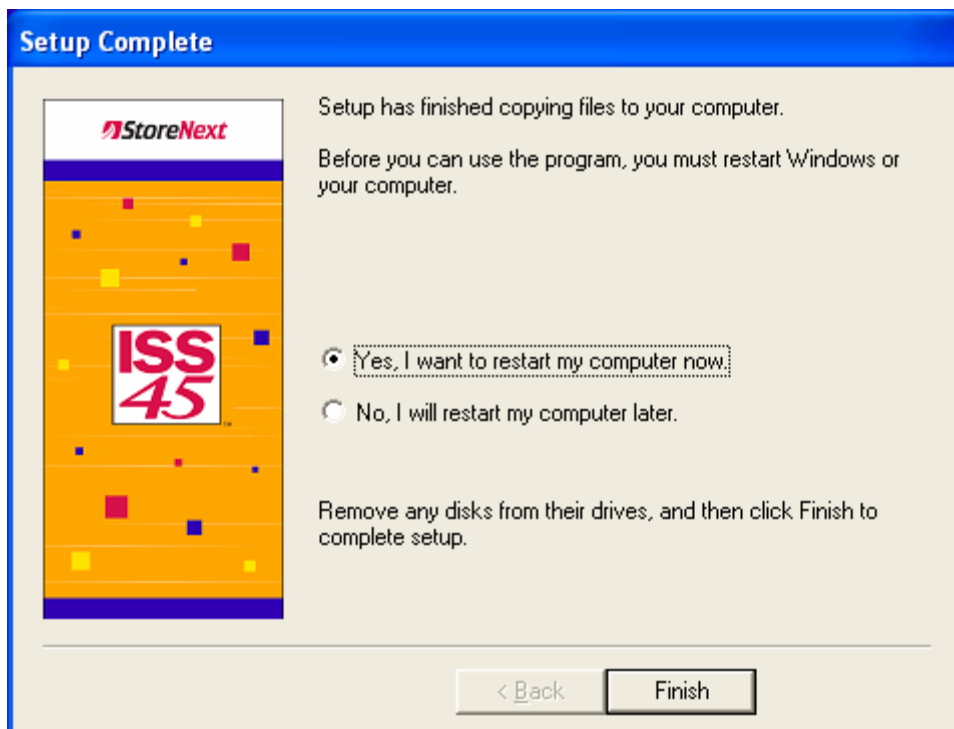 Setup Complete
StoreNext
Setup has finished copying files to your computer.
Before you can use the program, you must restart Windows or
your computer.
ISS
45
Yes, I want to restart my computer now.
No, I will restart my computer later.
Remove any disks from their drives, and then click Finish to
complete setup.
< Back
Finish